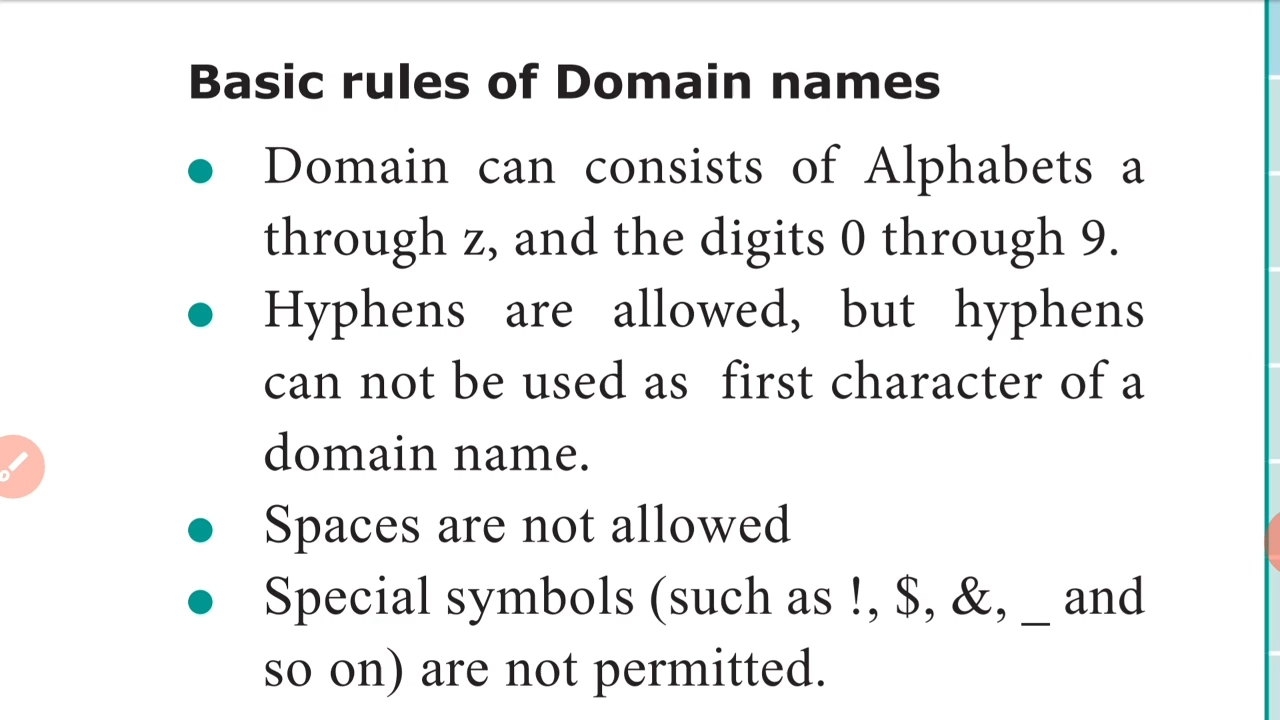 Basic rules of Domain names
Domain can consists of Alphabets a
through z, and the digits 0 through 9.
Hyphens are allowed, but hyphens
can not be used as first character of a
domain name.
Spaces are not allowed
Special symbols (such as !, $, &, _ and
so on) are not permitted.